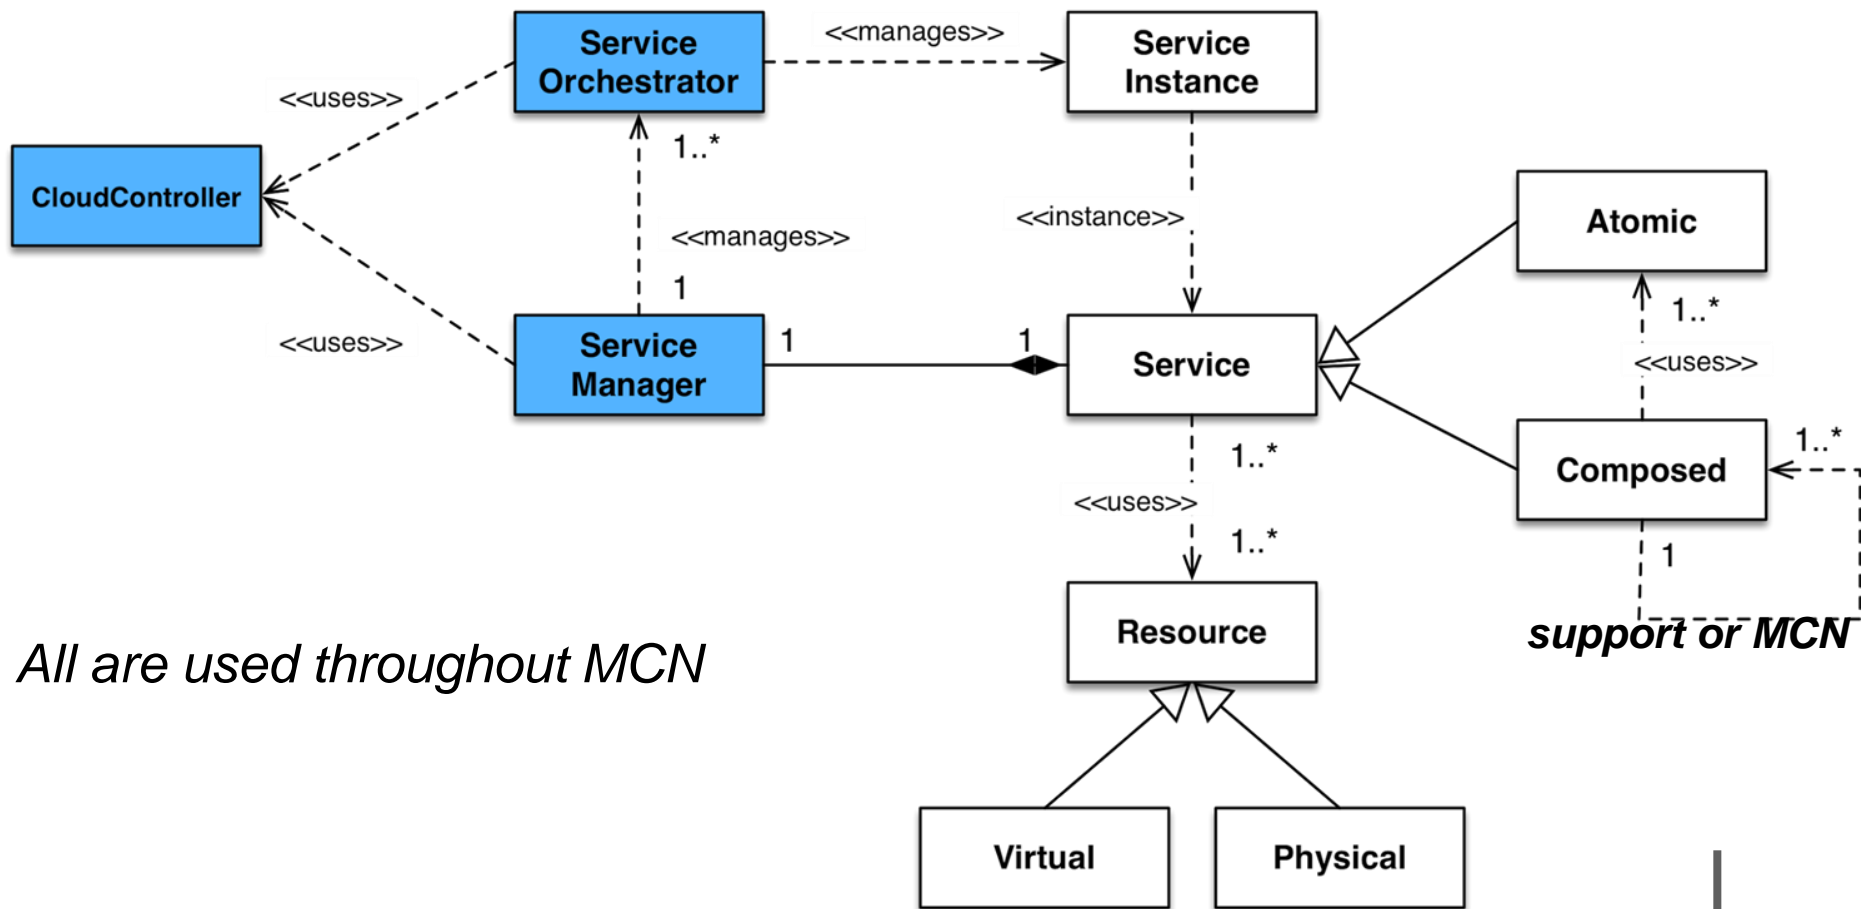 Service
Orchestrator
<<manages>>
Service
Instance
<<uses>>
1..*
CloudController
<<manages>>
<<instance>>
Atomic
1
1..*
<<uses>>
Service
Manager
1
1
Service
<<uses>>
1..*
1..*
Composed
<<uses>>
1..*
1
Resource
support or MCN
All are used throughout MCN
Virtual
Physical